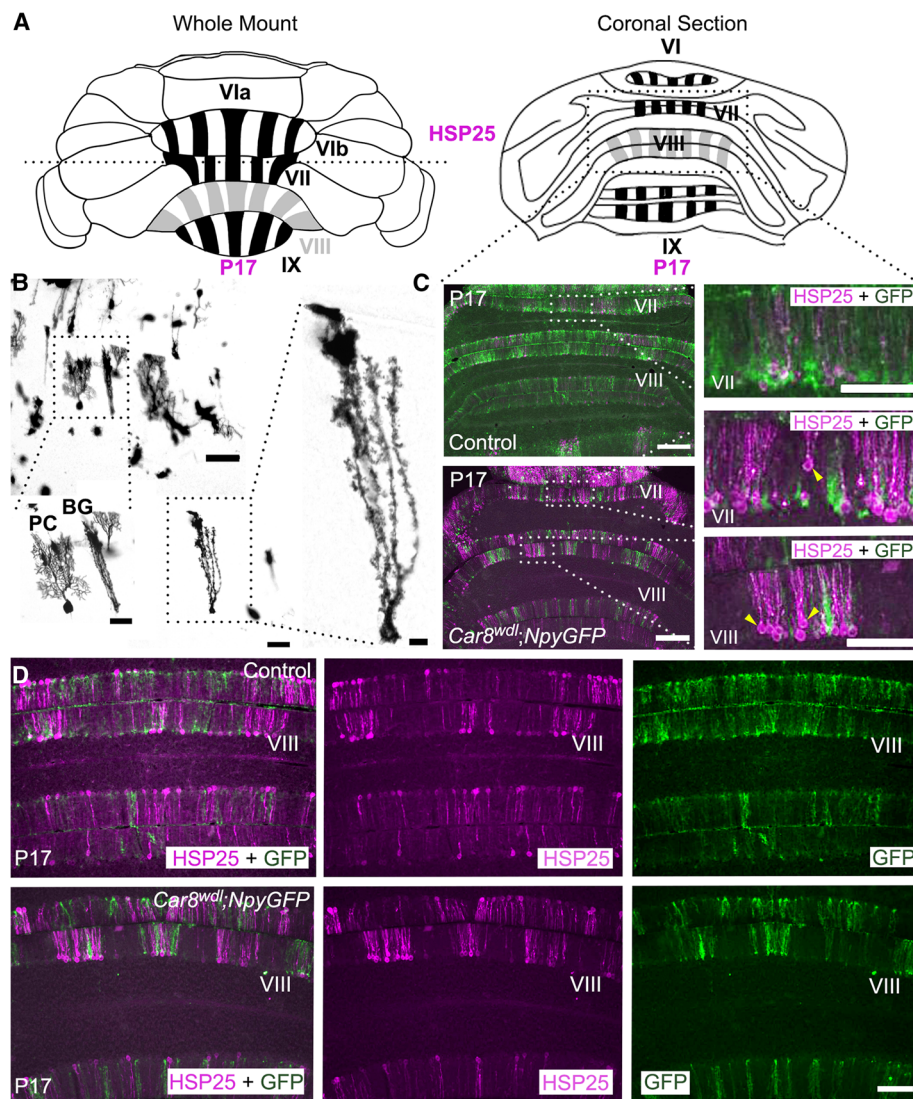 A
Whole Mount
Coronal Section
VI
VIa
HSP25
VII
VIb
VIII
VII
VIII
P17
IX
IX
P17
B
PC
BG
C
P17
VII
VIII
Control
P17
VII
VIII
Car8wdl;NpyGFP
HSP25 + GFP
VII
HSP25 + GFP
VII
HSP25 + GFP
VIII
D
Control
VIII
P17
HSP25 + GFP
VIII
HSP25
VIII
GFP
Car8wdl;NpyGFP
VIII
P17
HSP25 + GFP
VIII
HSP25
VIII
GFP